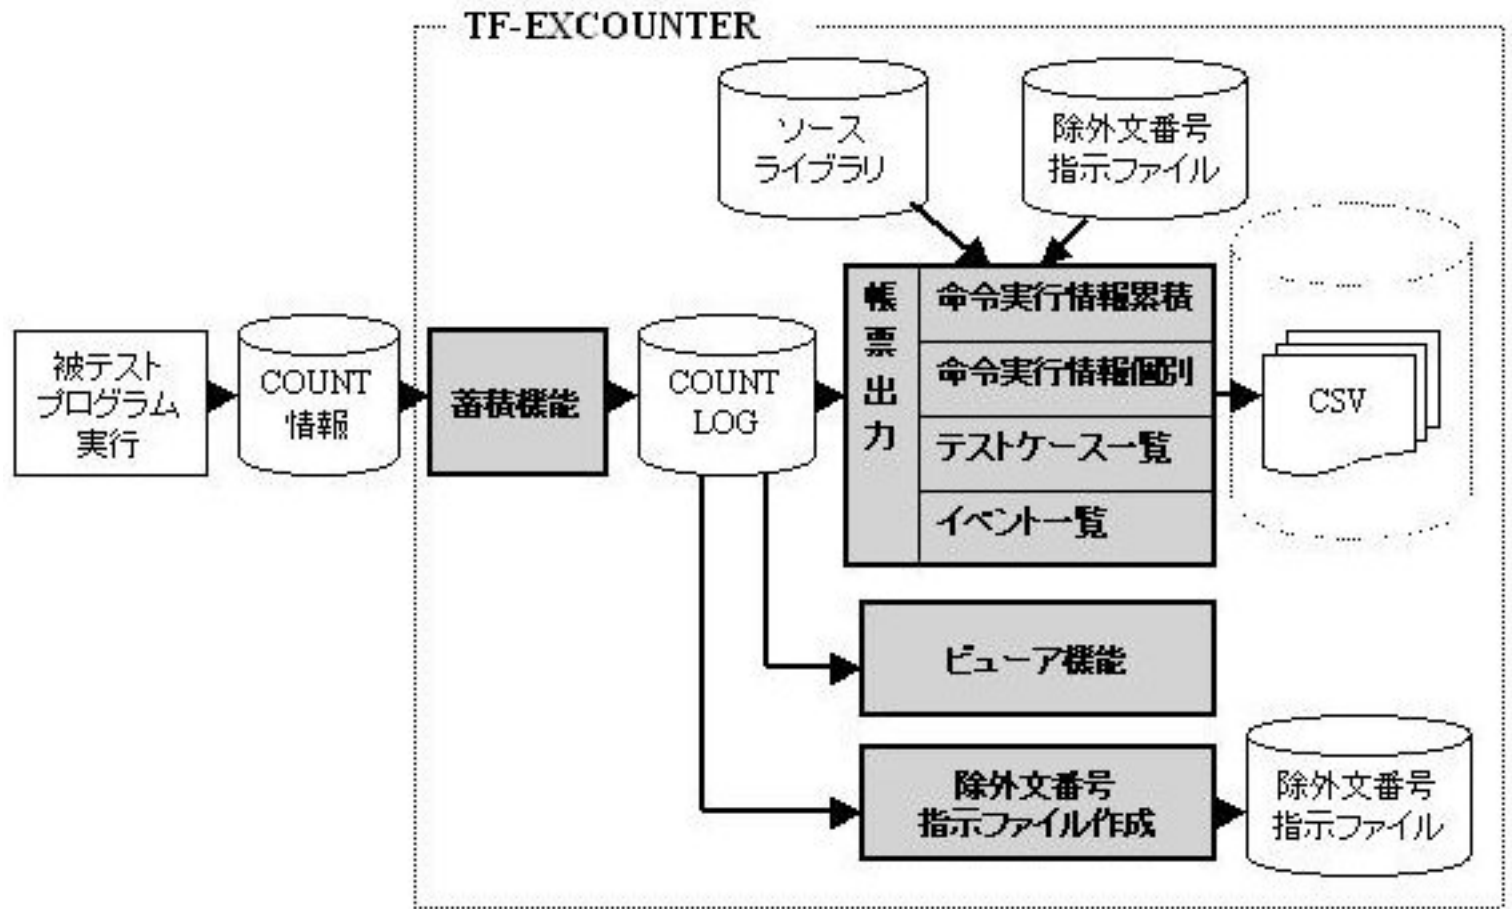 TF-EXCOUNTER
ソース
ライブラリ
除外文番号
指示ファイル
被テスト
プログラム
実行
COUNT
情報
蓄積機能
COUNT
LOG
帳票出力
命令実行情報累積
命令実行情報個別
テストケース一覧
イベント一覧
CSV
ビューア機能
除外文番号
指示ファイル作成
除外文番号
指示ファイル